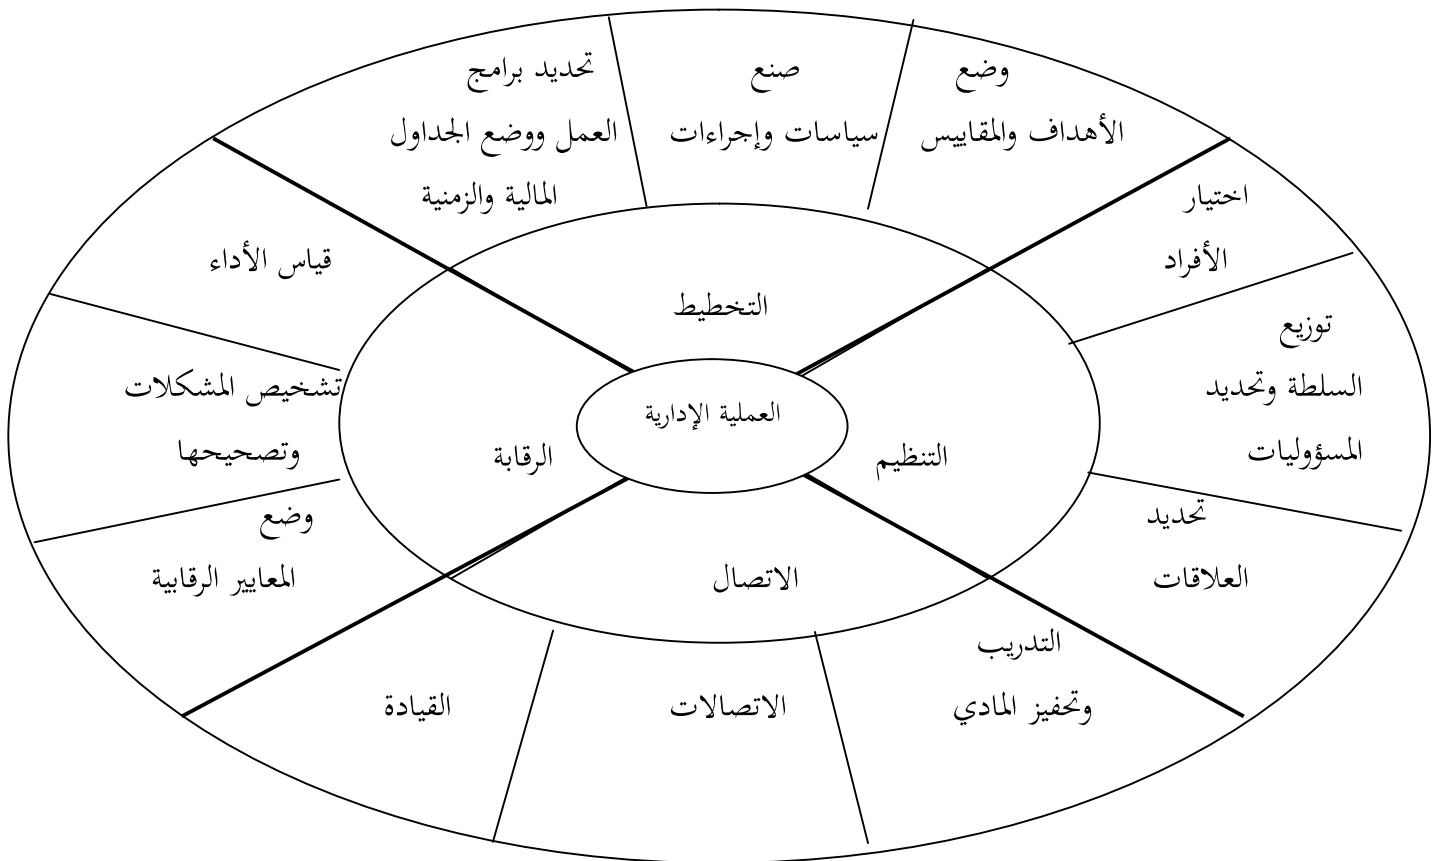 وضع
الأهداف والمقاييس
صنع
سياسات وإجراءات
تحديد برامج
العمل ووضع الجداول
المالية والزمنية
اختيار
الأفراد
توزيع
السلطة وتحديد
المسؤوليات
تحديد
العلاقات
التدريب
وتحفيز المادي
الاتصالات
القيادة
وضع
المعايير الرقابية
تشخيص المشكلات
وتصحيحها
قياس الأداء
التخطيط
التنظيم
الاتصال
الرقابة
العملية الإدارية